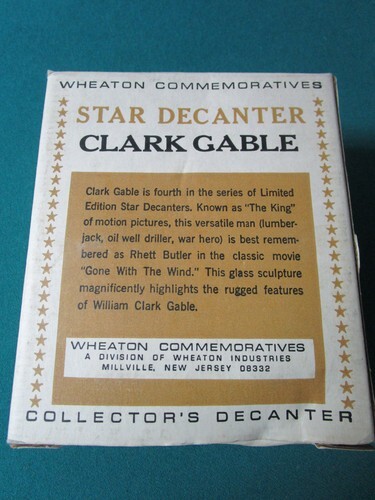 WHEATON COMMEMORATIVES
STAR DECANTER
CLARK GABLE
Clark Gable is fourth in the series of Limited
Edition Star Decanters. Known as "The King"
of motion pictures, this versatile man (lumber-
jack, oil well driller, war hero) is best remem-
bered as Rhett Butler in the classic movie
"Gone With The Wind." This glass sculpture
magnificently highlights the rugged features
of William Clark Gable.
WHEATON COMMEMORATIVES
A DIVISION OF WHEATON INDUSTRIES
MILLVILLE, NEW JERSEY 08332
COLLECTOR'S DECANTER